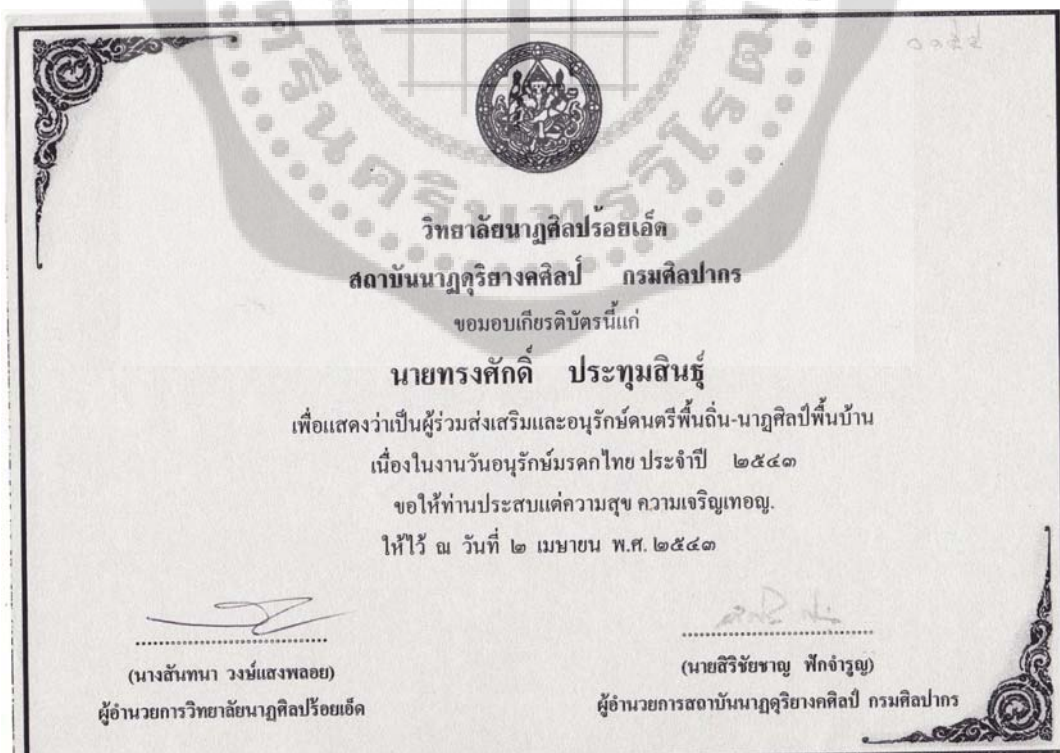 วิทยาลัยนาฏศิลปร้อยเอ็ด
สถาบันนาฏดุริยางคศิลป์ กรมศิลปากร
ขอมอบเกียรติบัตรนี้แก่
นายทรงศักดิ์ ประทุมสินธุ์
เพื่อแสดงว่าเป็นผู้ร่วมส่งเสริมและอนุรักษ์ดนตรีพื้นถิ่น-นาฏศิลป์พื้นบ้าน
เนื่องในงานวันอนุรักษ์มรดกไทย ประจำปี ๒๕๔๓
ขอให้ท่านประสบแต่ความสุข ความเจริญเทอญ.
ให้ไว้ ณ วันที่ ๒ เมษายน พ.ศ. ๒๕๔๓
(นางสันทนา วงษ์แสงพลอย)
ผู้อำนวยการวิทยาลัยนาฏศิลปร้อยเอ็ด
(นายสิริชัยชาญ ฟักจำรูญ)
ผู้อำนวยการสถาบันนาฏดุริยางคศิลป์ กรมศิลปากร